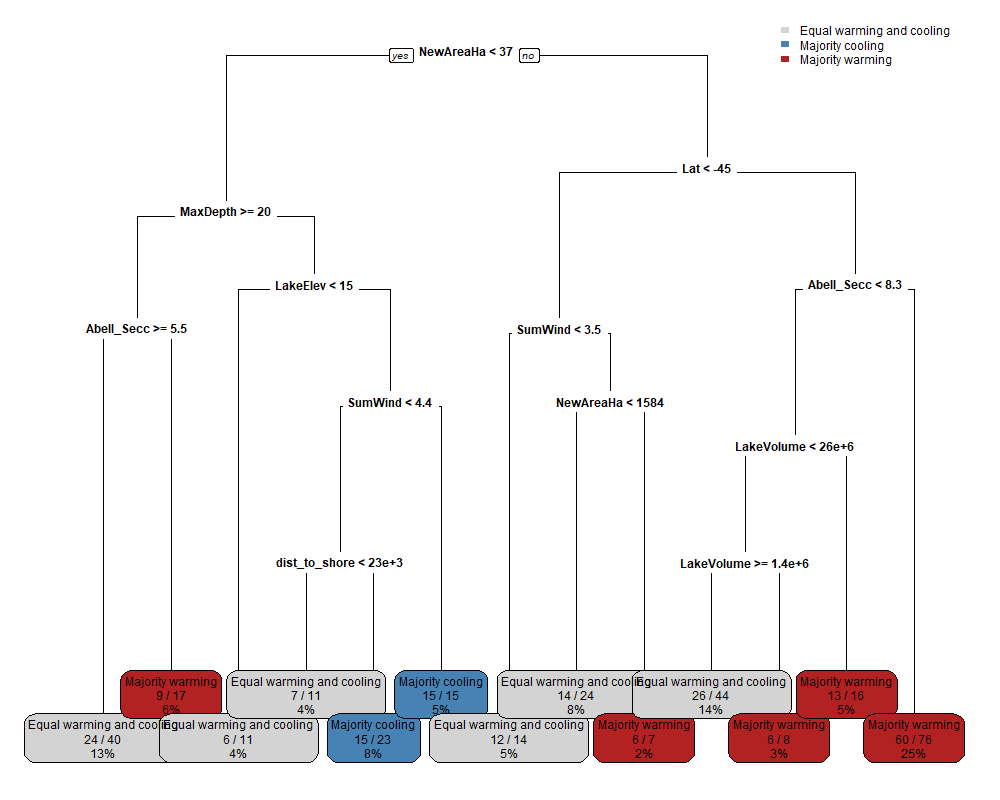 Equal warming and cooling
Majority cooling
Majority warming
yes
NewAreaHa < 37
no
Lat < -45
MaxDepth >= 20
LakeElev < 15
Abell_Secc < 8.3
Abell_Secc >= 5.5
SumWind < 3.5
SumWind < 4.4
NewAreaHa < 1584
LakeVolume < 26e+6
dist_to_shore < 23e+3
LakeVolume >= 1.4e+6
Majority warming
9 / 17
6%
Equal warming and cooling
7 / 11
4%
Majority cooling
15 / 15
5%
Equal warming and cooling
14 / 24
8%
Equal warming and cooling
26 / 44
14%
Majority warming
13 / 16
5%
Equal warming and cooling
24 / 40
13%
Equal warming and cooling
6 / 11
4%
Majority cooling
15 / 23
8%
Equal warming and cooling
12 / 14
5%
Majority warming
6 / 7
2%
Majority warming
6 / 8
3%
Majority warming
60 / 76
25%